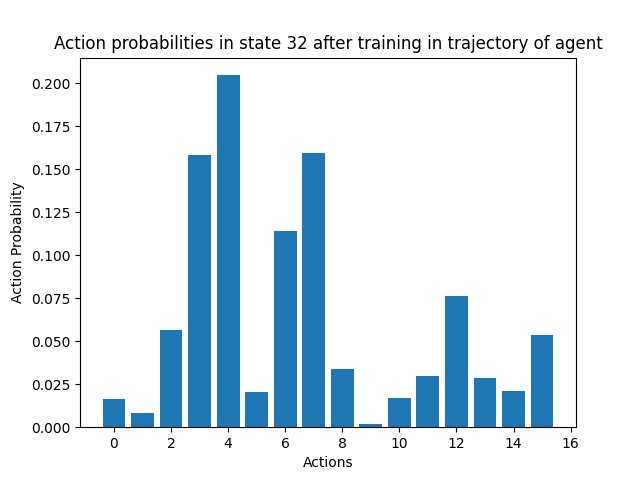 Action probabilities in state 32 after training in trajectory of agent
0.200
0.175
0.150
0.125
0.100
0.075
0.050
0.025
0.000
Action Probability
0 2 4 6 8 10 12 14 16
Actions